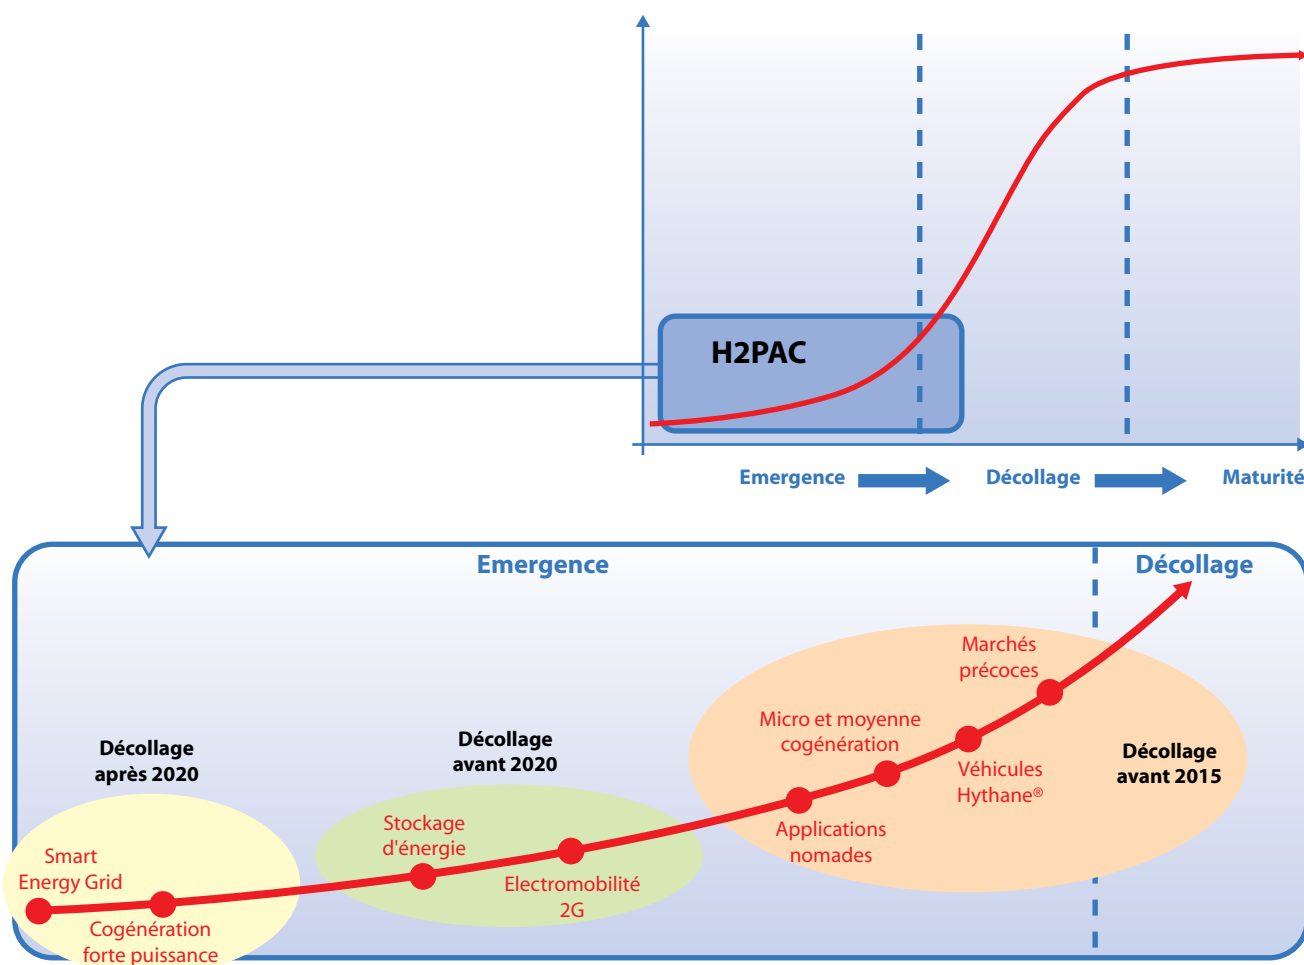 H2PAC
Emergence
Décollage
Maturité
Emergence
Décollage
Marchés
précoces
Micro et moyenne
cogénération
Véhicules
Hythane®
Décollage
avant 2015
Applications
nomades
Décollage
avant 2020
Stockage
d'énergie
Electromobilité
2G
Décollage
après 2020
Smart
Energy Grid
Cogénération
forte puissance